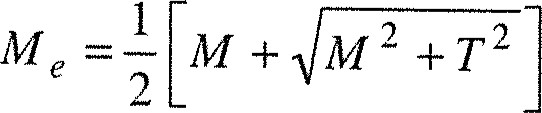 M_e = \frac{1}{2} \left[ M + \sqrt{M^2 + T^2} \right]